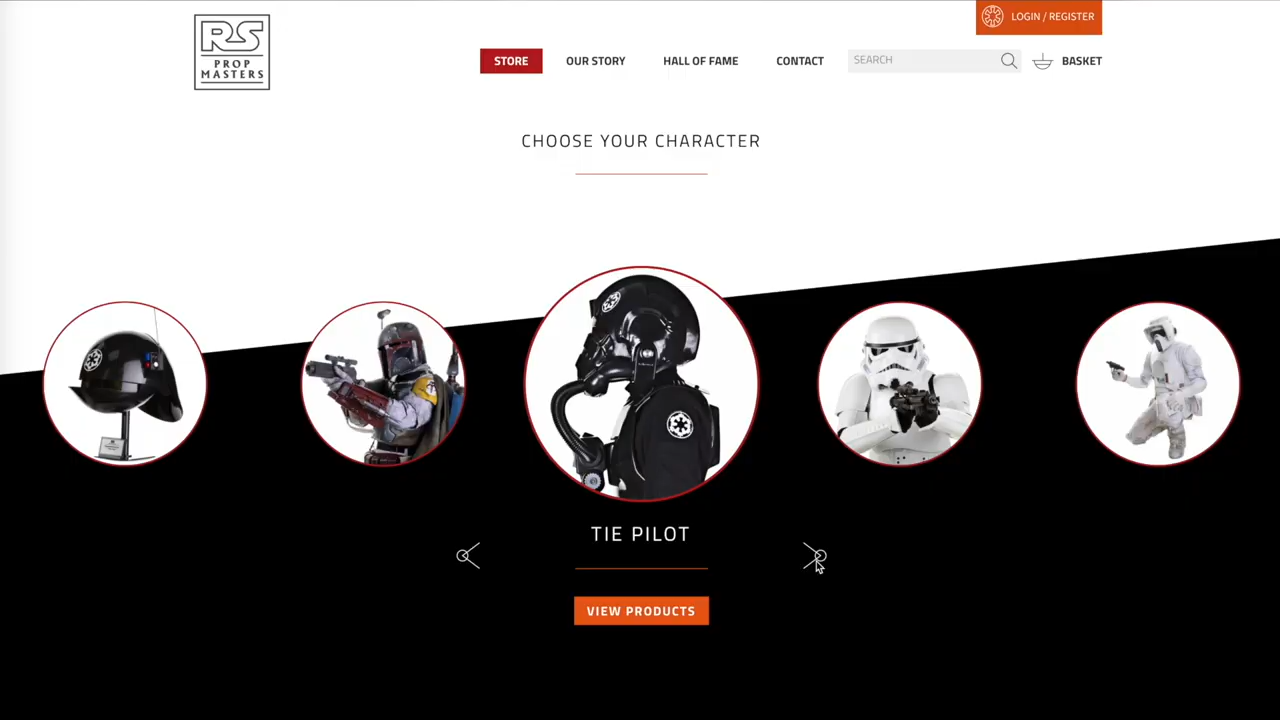 LOGIN / REGISTER
RS
PROP
MASTERS
STORE
OUR STORY
HALL OF FAME
CONTACT
SEARCH
BASKET
CHOOSE YOUR CHARACTER
TIE PILOT
VIEW PRODUCTS